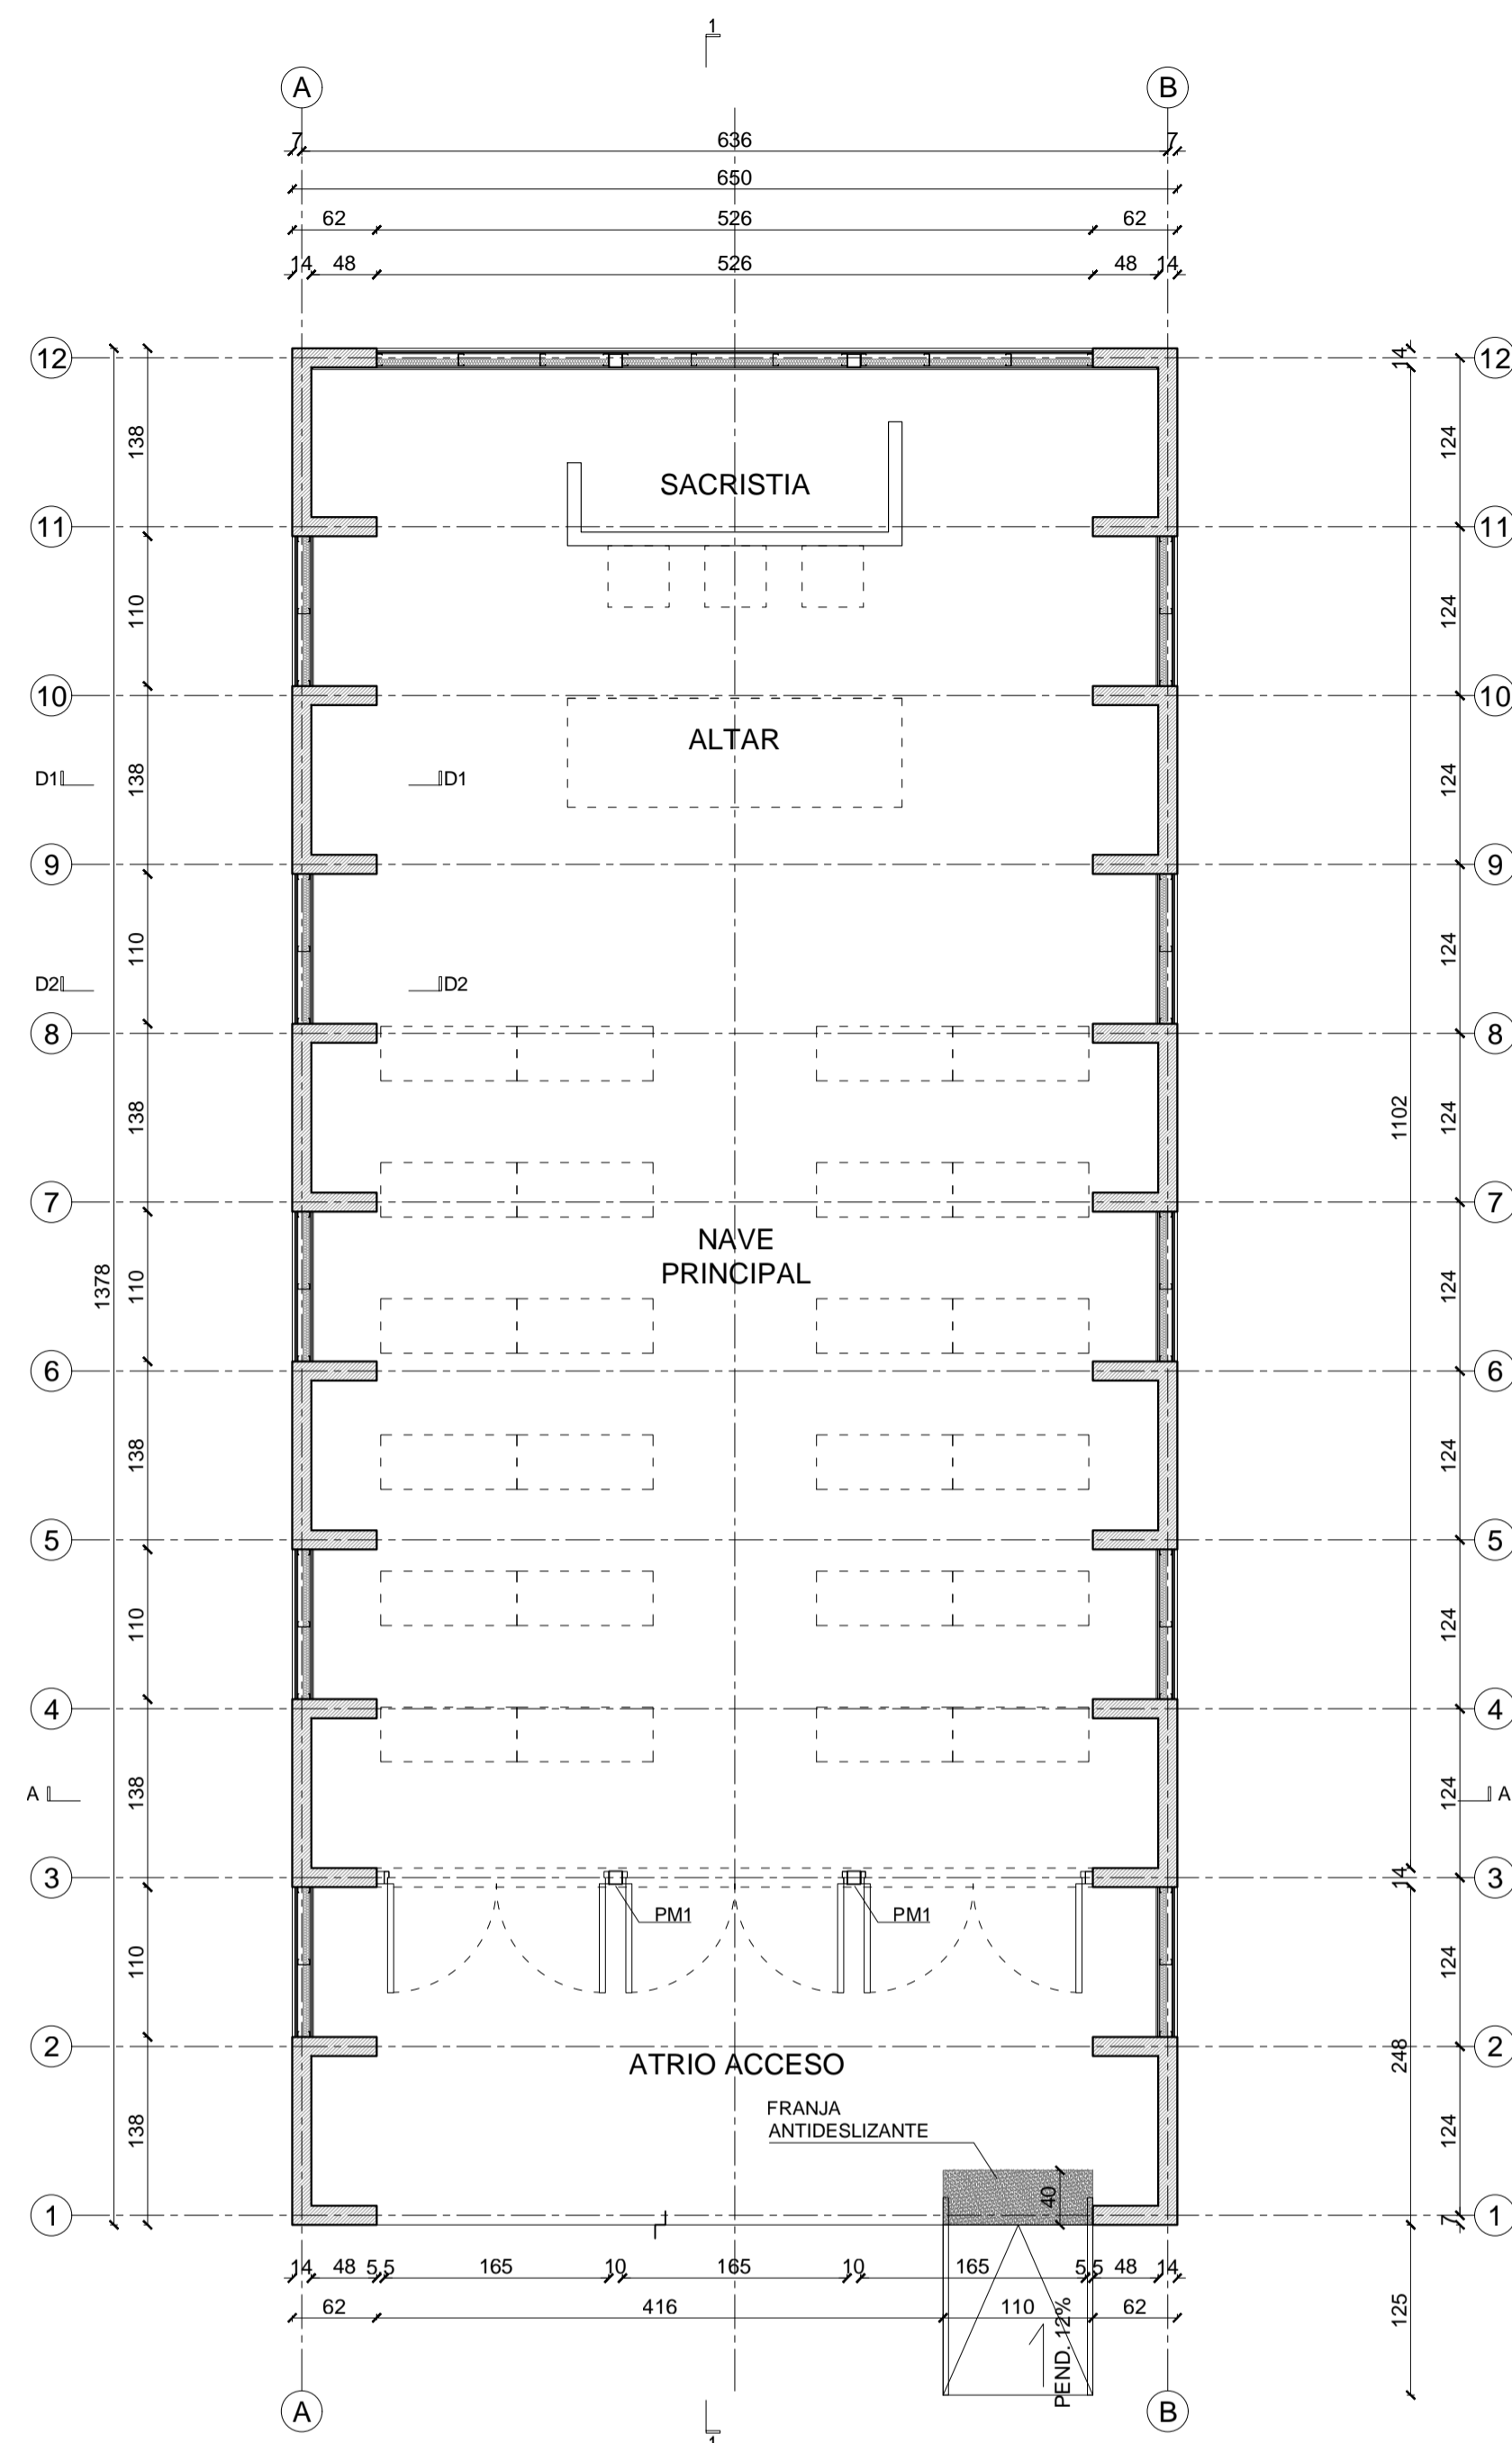 1
A B
7 636 7
650
62 526 62
14 48 526 48 14
12 14 12
138 124
SACRISTIA
11 11
110 124
10 10
ALTAR
138 124
D1 D1
9 9
110 124
D2 D2
8 8
138 1102 124
7 7
NAVE
PRINCIPAL
1378 110 124
6 6
138 124
5 5
110 124
4 4
A 138 124 A
3 14 3
PM1 PM1
110 124
2 248 2
ATRIO ACCESO
FRANJA
ANTIDESLIZANTE
138 124
40
1 7 1
14 48 5,5 165 10 165 10 165 5,5 48 14
62 416 110 62
125
PEND. 12%
A B
1